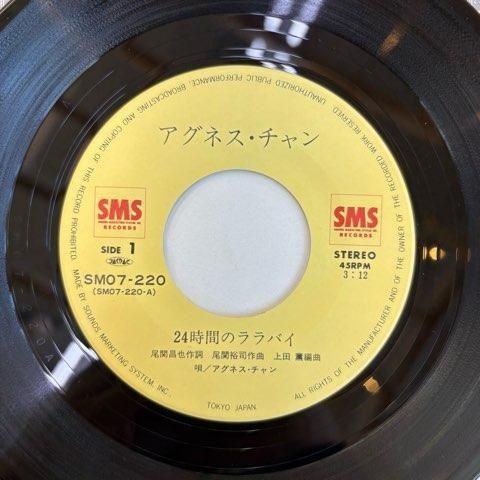 アグネス・チャン
SMS
RECORDS
SIDE 1
SM07-220
(SM07-220-A)
SMS
RECORDS
STEREO
45RPM
3:12
24時間のララバイ
尾関昌也作詞 尾関裕司作曲 上田 薫編曲
唄/アグネス・チャン
MADE BY SOUNDS MARKETING SYSTEM INC. ALL RIGHTS OF THE MANUFACTURER AND OF THE OWNER OF THE RECORDED WORK RESERVED. UNAUTHORIZED PUBLIC PERFORMANCE, BROADCASTING AND COPYING OF THIS RECORD PROHIBITED.
TOKYO JAPAN.